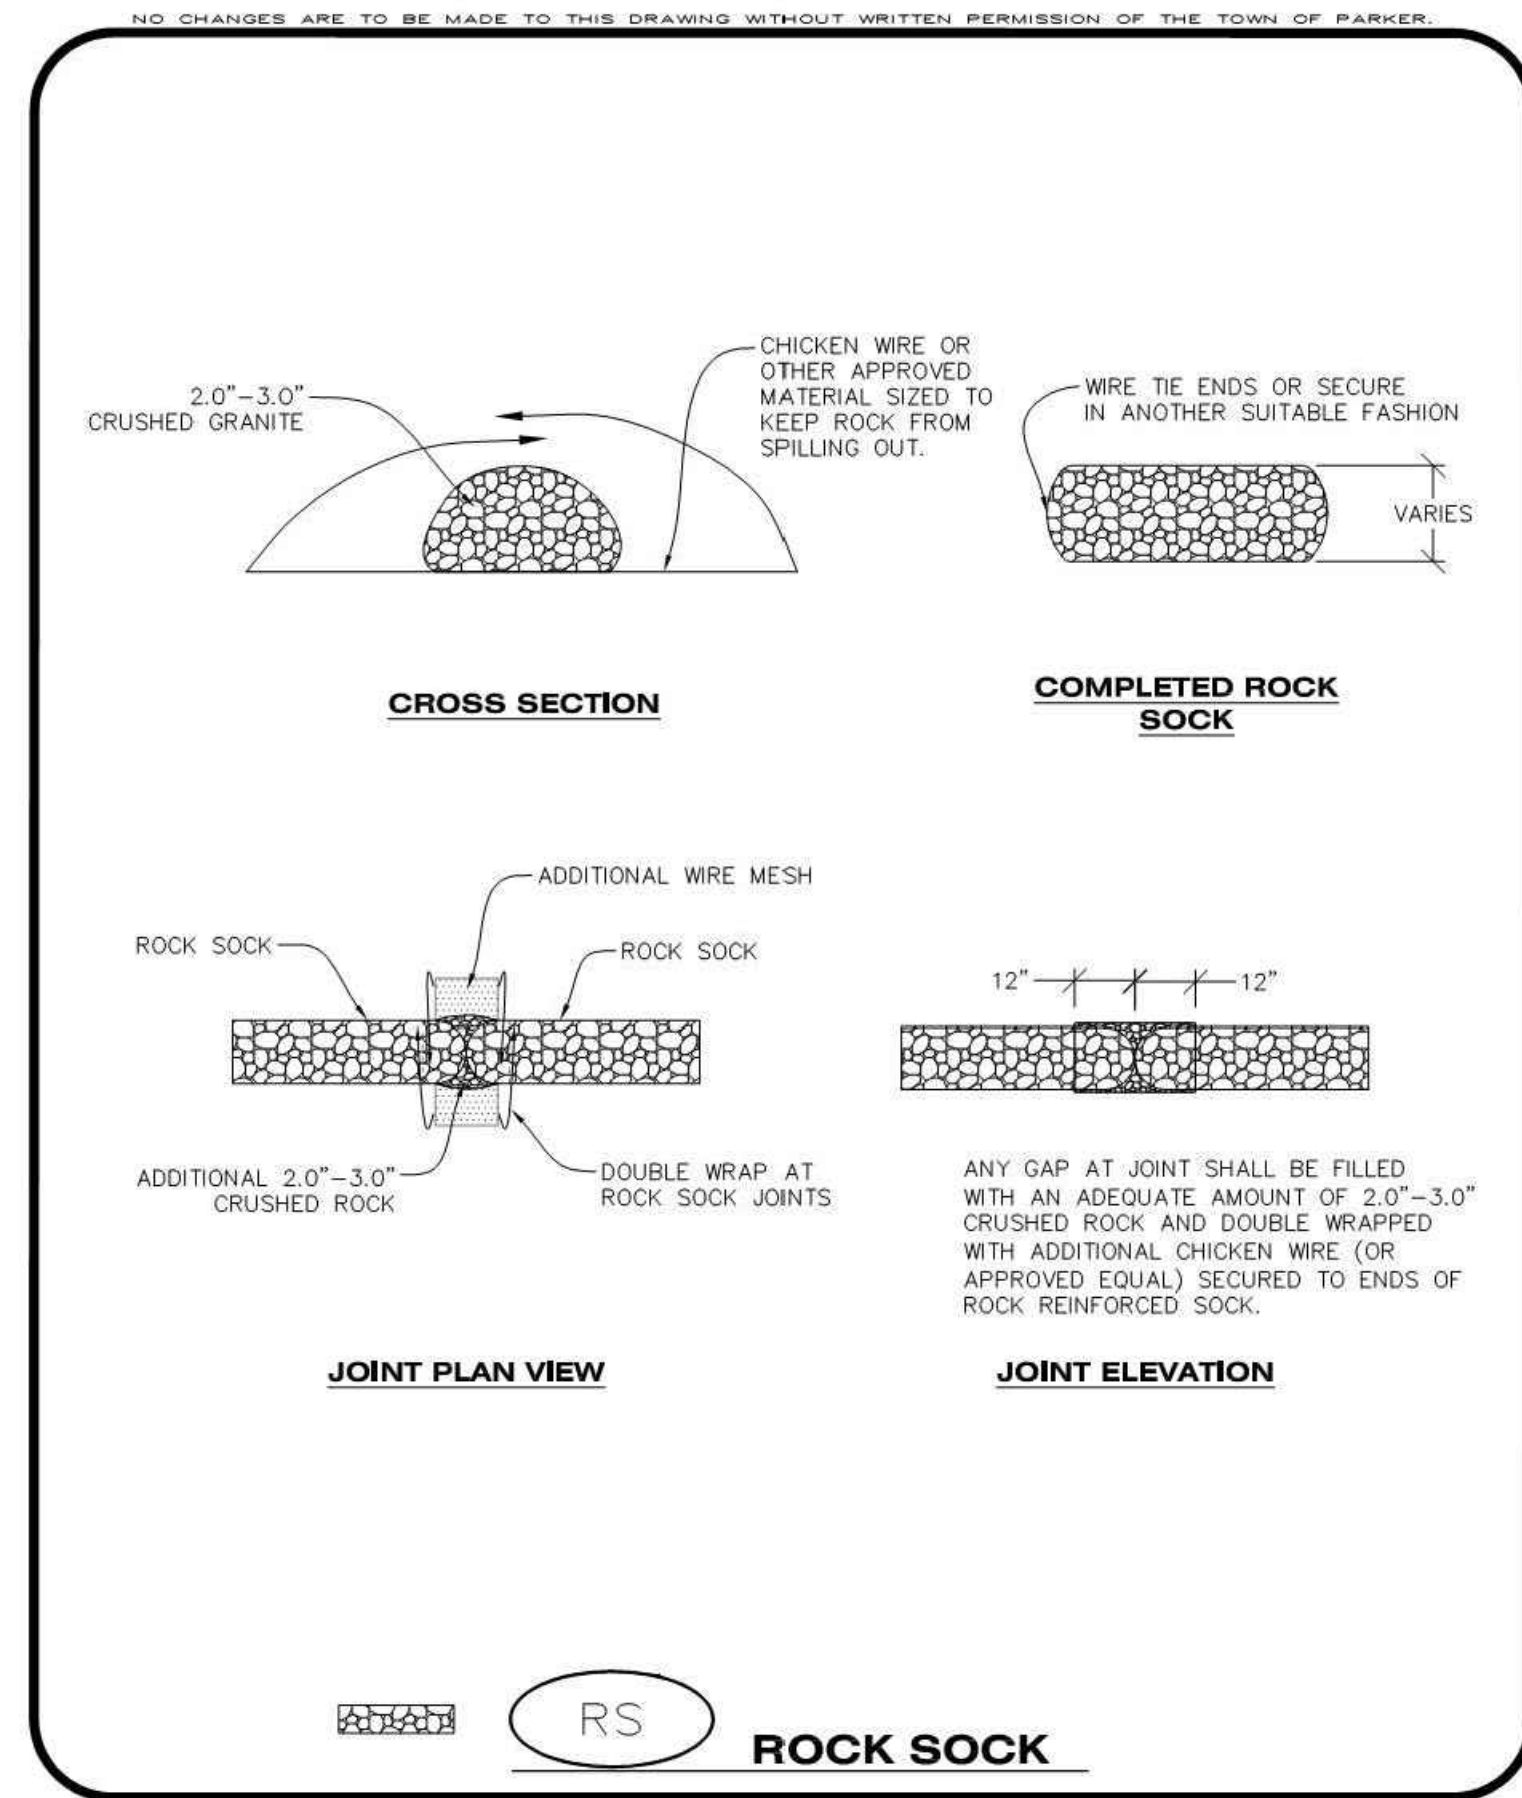 NO CHANGES ARE TO BE MADE TO THIS DRAWING WITHOUT WRITTEN PERMISSION OF THE TOWN OF PARKER.
2.0"-3.0"
CRUSHED GRANITE
CHICKEN WIRE OR
OTHER APPROVED
MATERIAL SIZED TO
KEEP ROCK FROM
SPILLING OUT.
CROSS SECTION
WIRE TIE ENDS OR SECURE
IN ANOTHER SUITABLE FASHION
VARIES
COMPLETED ROCK
SOCK
ADDITIONAL WIRE MESH
ROCK SOCK
ROCK SOCK
ADDITIONAL 2.0"-3.0"
CRUSHED ROCK
DOUBLE WRAP AT
ROCK SOCK JOINTS
JOINT PLAN VIEW
12"
12"
ANY GAP AT JOINT SHALL BE FILLED
WITH AN ADEQUATE AMOUNT OF 2.0"-3.0"
CRUSHED ROCK AND DOUBLE WRAPPED
WITH ADDITIONAL CHICKEN WIRE (OR
APPROVED EQUAL) SECURED TO ENDS OF
ROCK REINFORCED SOCK.
JOINT ELEVATION
RS
ROCK SOCK